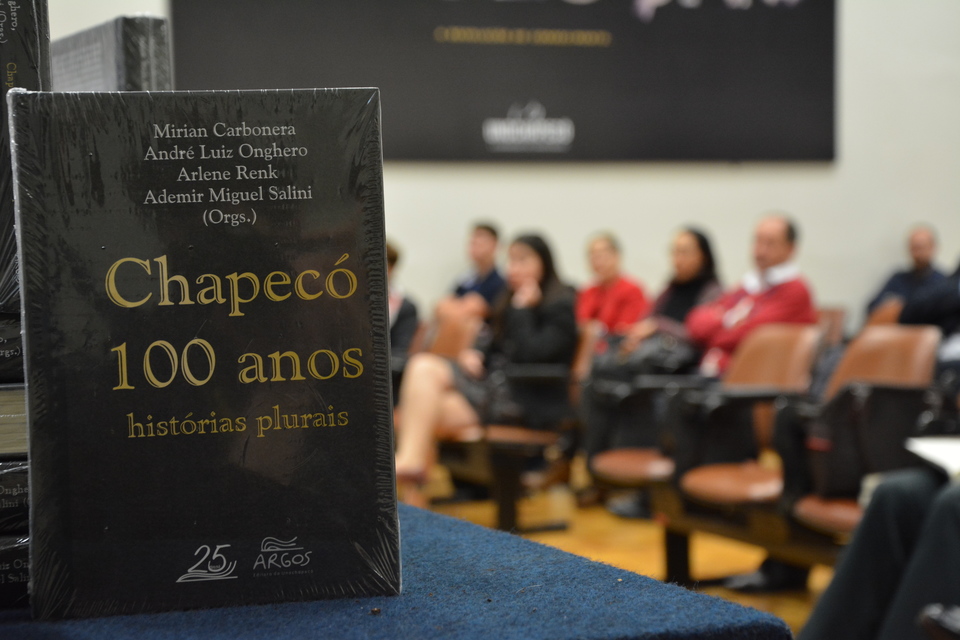 Mirian Carbonera
André Luiz Onghero
Arlene Renk
Ademir Miguel Salini
(Orgs.)
Chapecó
100 anos
histórias plurais
25
ARGOS